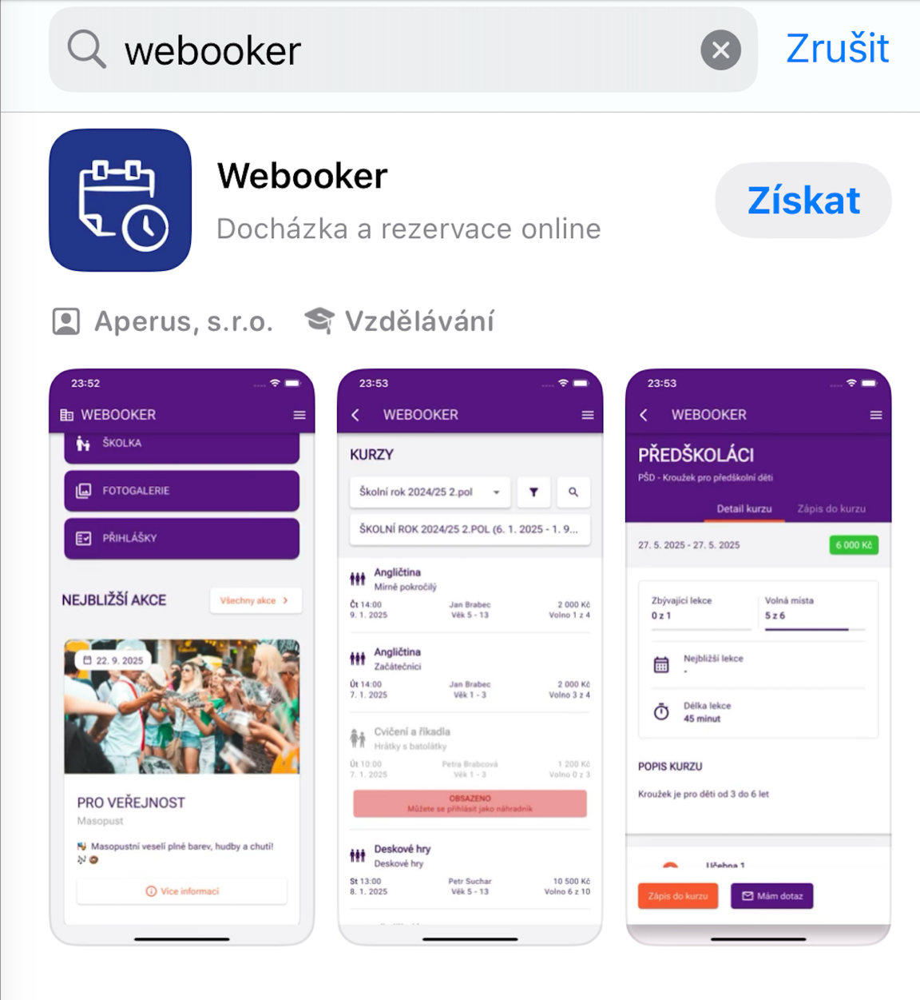 webooker
Zrušit
Webooker
Docházka a rezervace online
Získat
Aperus, s.r.o.
Vzdělávání
23:52
WEBOOKER
ŠKOLKA
FOTOGALERIE
PŘIHLÁŠKY
NEJBLIŽŠÍ AKCE
Všechny akce
22. 9. 2025
PRO VEŘEJNOST
Masopust
Masopustní veselí plné barev, hudby a chutí!
Více informací
23:53
WEBOOKER
KURZY
Školní rok 2024/25 2.pol
ŠKOLNÍ ROK 2024/25 2.POL (6. 1. 2025 - 1. 9...
Angličtina
Mírně pokročilý
Čt 14:00 Jan Brabec 2 000 Kč
9. 1. 2025 Věk 5 - 13 Volno 1 z 4
Angličtina
Začátečníci
Út 14:00 Jan Brabec 2 000 Kč
7. 1. 2025 Věk 1 - 3 Volno 3 z 4
Cvičení a říkadla
Hrátky s batolátky
Út 10:00 Petra Brabcová 1 200 Kč
7. 1. 2025 Věk 1 - 3 Volno 0 z 3
OBSAZENO
Můžete se přihlásit jako náhradník
Deskové hry
Deskové hry
St 13:00 Petr Suchar 10 500 Kč
8. 1. 2025 Věk 5 - 13 Volno 6 z 10
23:53
WEBOOKER
PŘEDŠKOLÁCI
PŠD - Kroužek pro předškolní děti
Detail kurzu Zápis do kurzu
27. 5. 2025 - 27. 5. 2025 6 000 Kč
Zbývající lekce Volná místa
0 z 1 5 z 6
Nejbližší lekce
-
Délka lekce
45 minut
POPIS KURZU
Kroužek je pro děti od 3 do 6 let
Učebna 1
Zápis do kurzu Mám dotaz